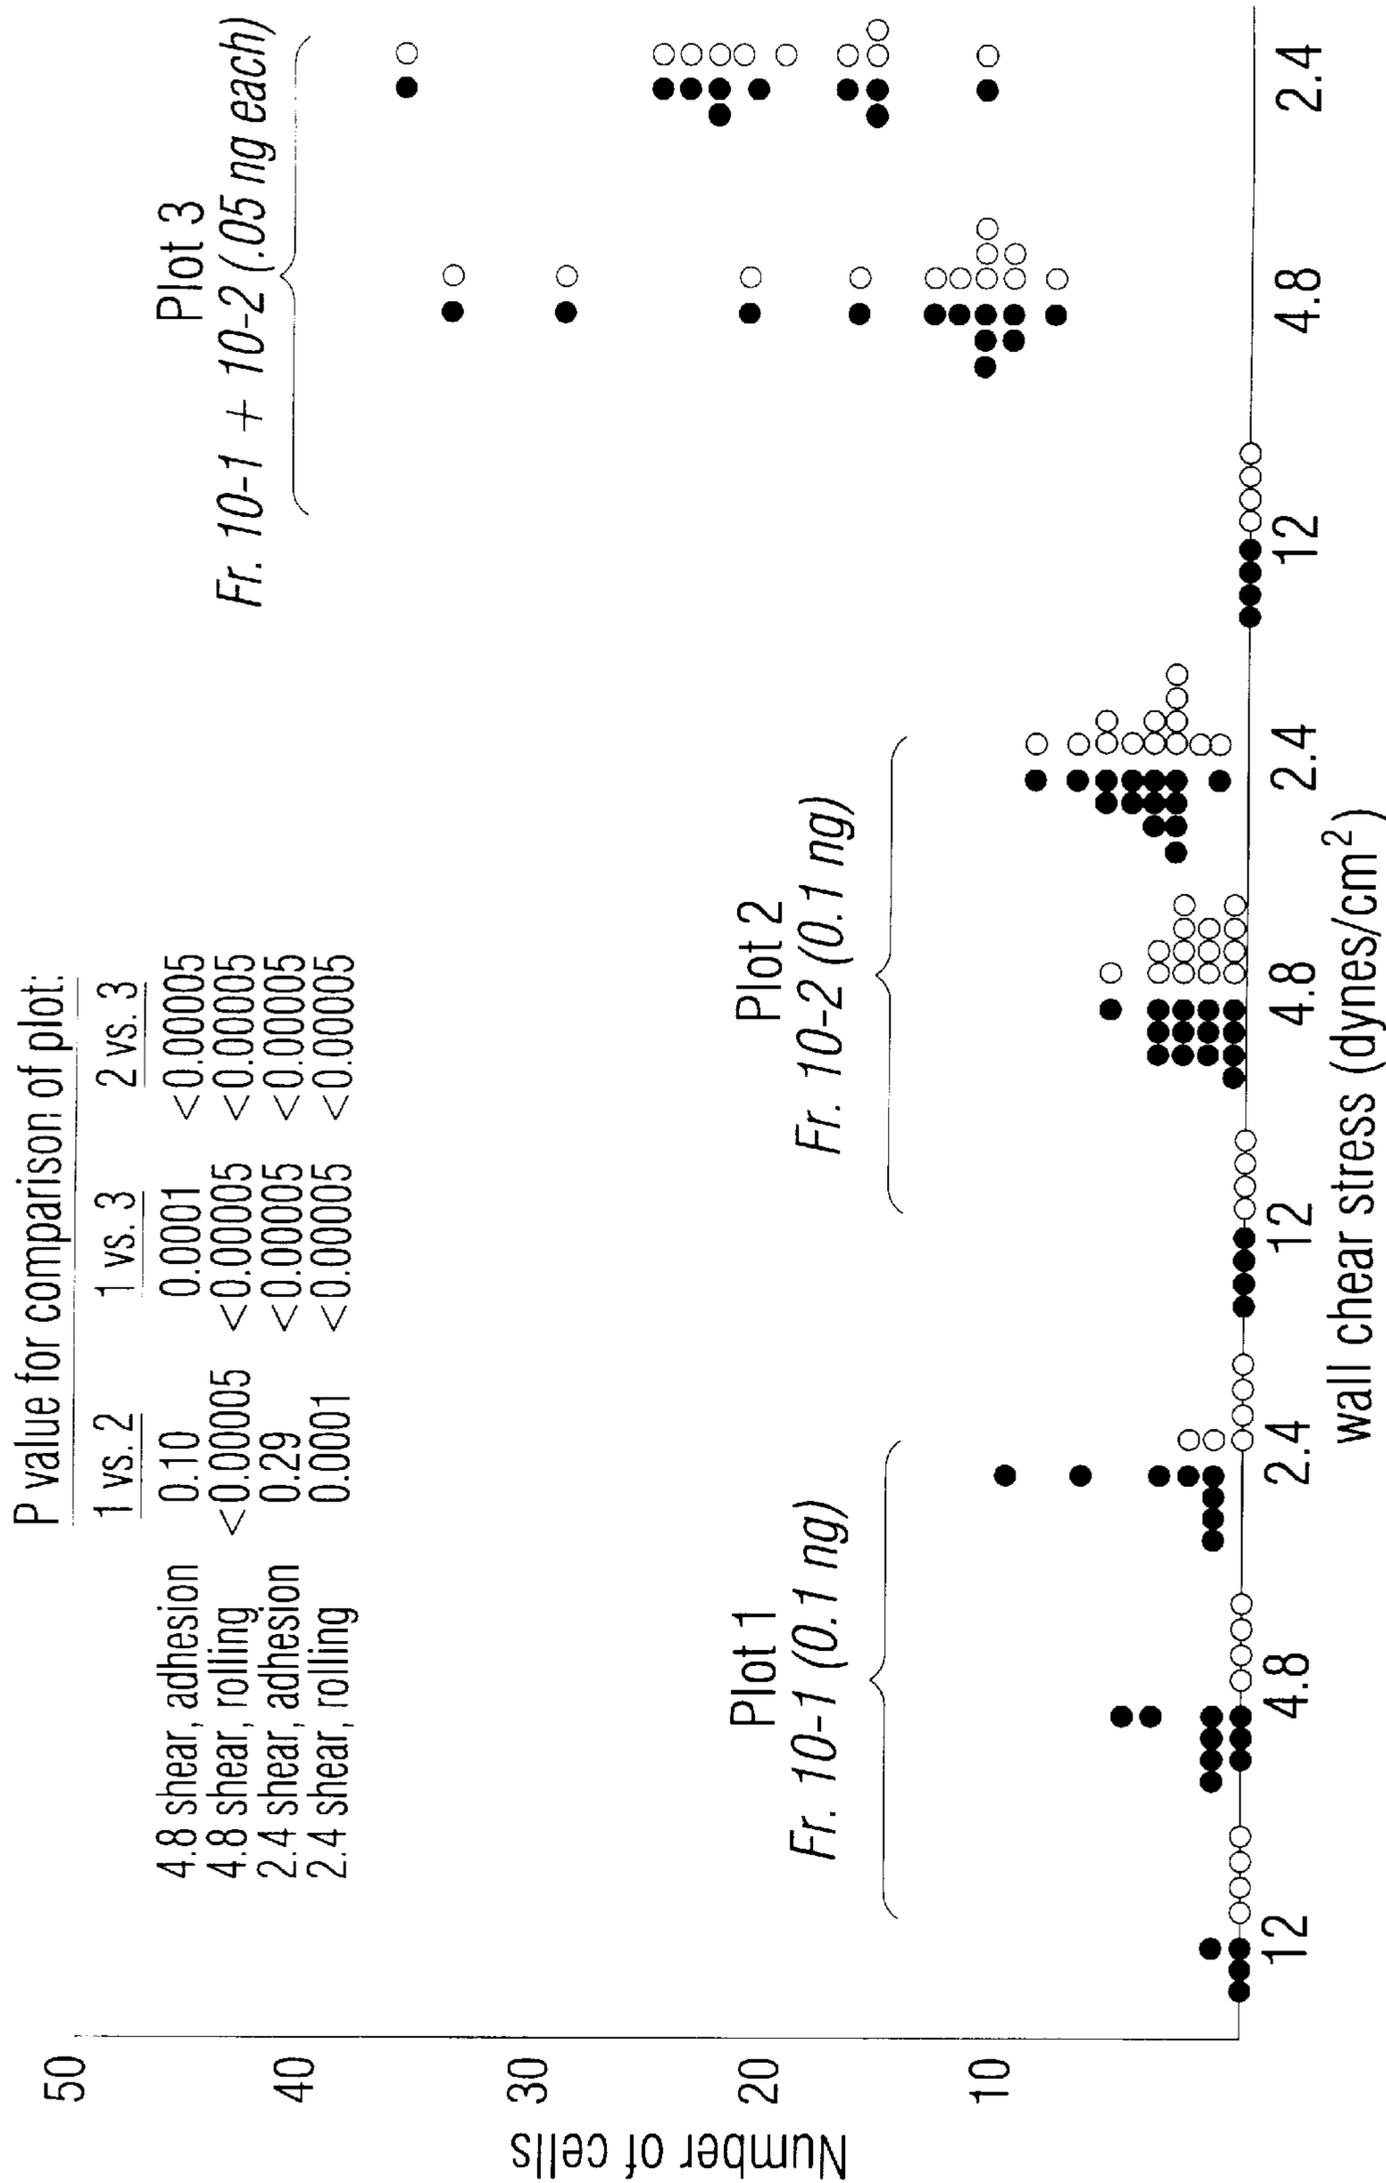 P value for comparison of plot:
1 vs. 2 1 vs. 3 2 vs. 3
4.8 shear, adhesion 0.10 0.0001 <0.00005
4.8 shear, rolling <0.00005 <0.00005 <0.00005
2.4 shear, adhesion 0.29 <0.00005 <0.00005
2.4 shear, rolling 0.0001 <0.00005 <0.00005
Plot 3
Fr. 10-1 + 10-2 (.05 ng each)
Plot 1
Fr. 10-1 (0.1 ng)
Plot 2
Fr. 10-2 (0.1 ng)
50
40
30
20
10
Number of cells
12 4.8 2.4 12 4.8 2.4 12 4.8 2.4
wall chear stress (dynes/cm²)